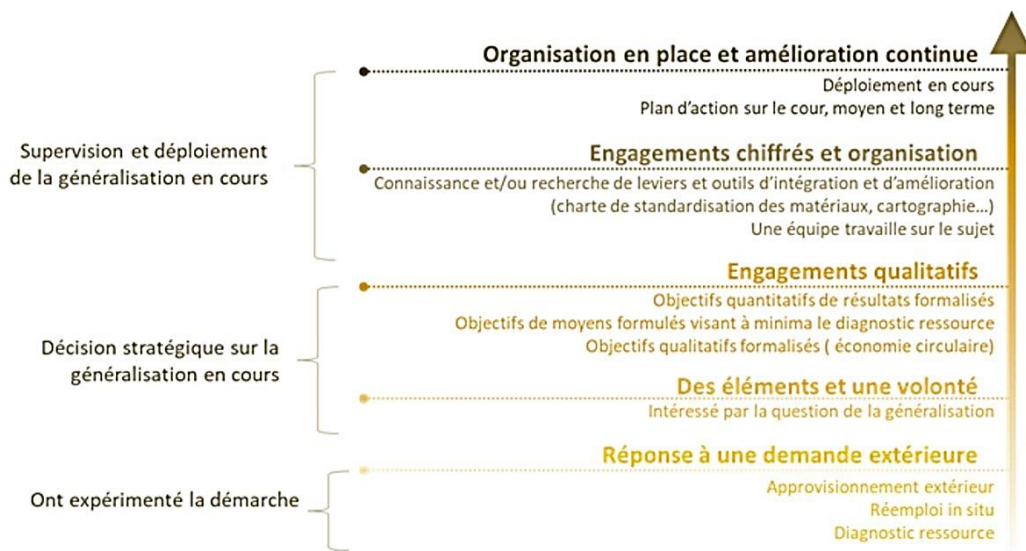 Organisation en place et amélioration continue
Déploiement en cours
Plan d'action sur le cour, moyen et long terme
Supervision et déploiement
de la généralisation en cours
Engagements chiffrés et organisation
Connaissance et/ou recherche de leviers et outils d'intégration et d'amélioration
(charte de standardisation des matériaux, cartographie…)
Une équipe travaille sur le sujet
Engagements qualitatifs
Objectifs quantitatifs de résultats formalisés
Objectifs de moyens formulés visant à minima le diagnostic ressource
Objectifs qualitatifs formalisés ( économie circulaire)
Décision stratégique sur la
généralisation en cours
Des éléments et une volonté
Intéressé par la question de la généralisation
Réponse à une demande extérieure
Approvisionnement extérieur
Réemploi in situ
Diagnostic ressource
Ont expérimenté la démarche